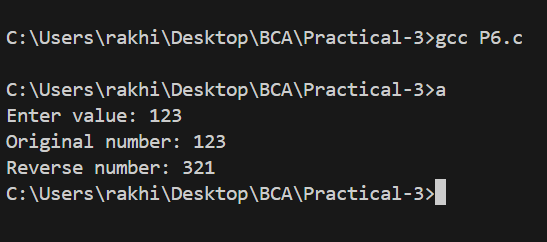 C:\Users\rakhi\Desktop\BCA\Practical-3>gcc P6.c
C:\Users\rakhi\Desktop\BCA\Practical-3>a
Enter value: 123
Original number: 123
Reverse number: 321
C:\Users\rakhi\Desktop\BCA\Practical-3>